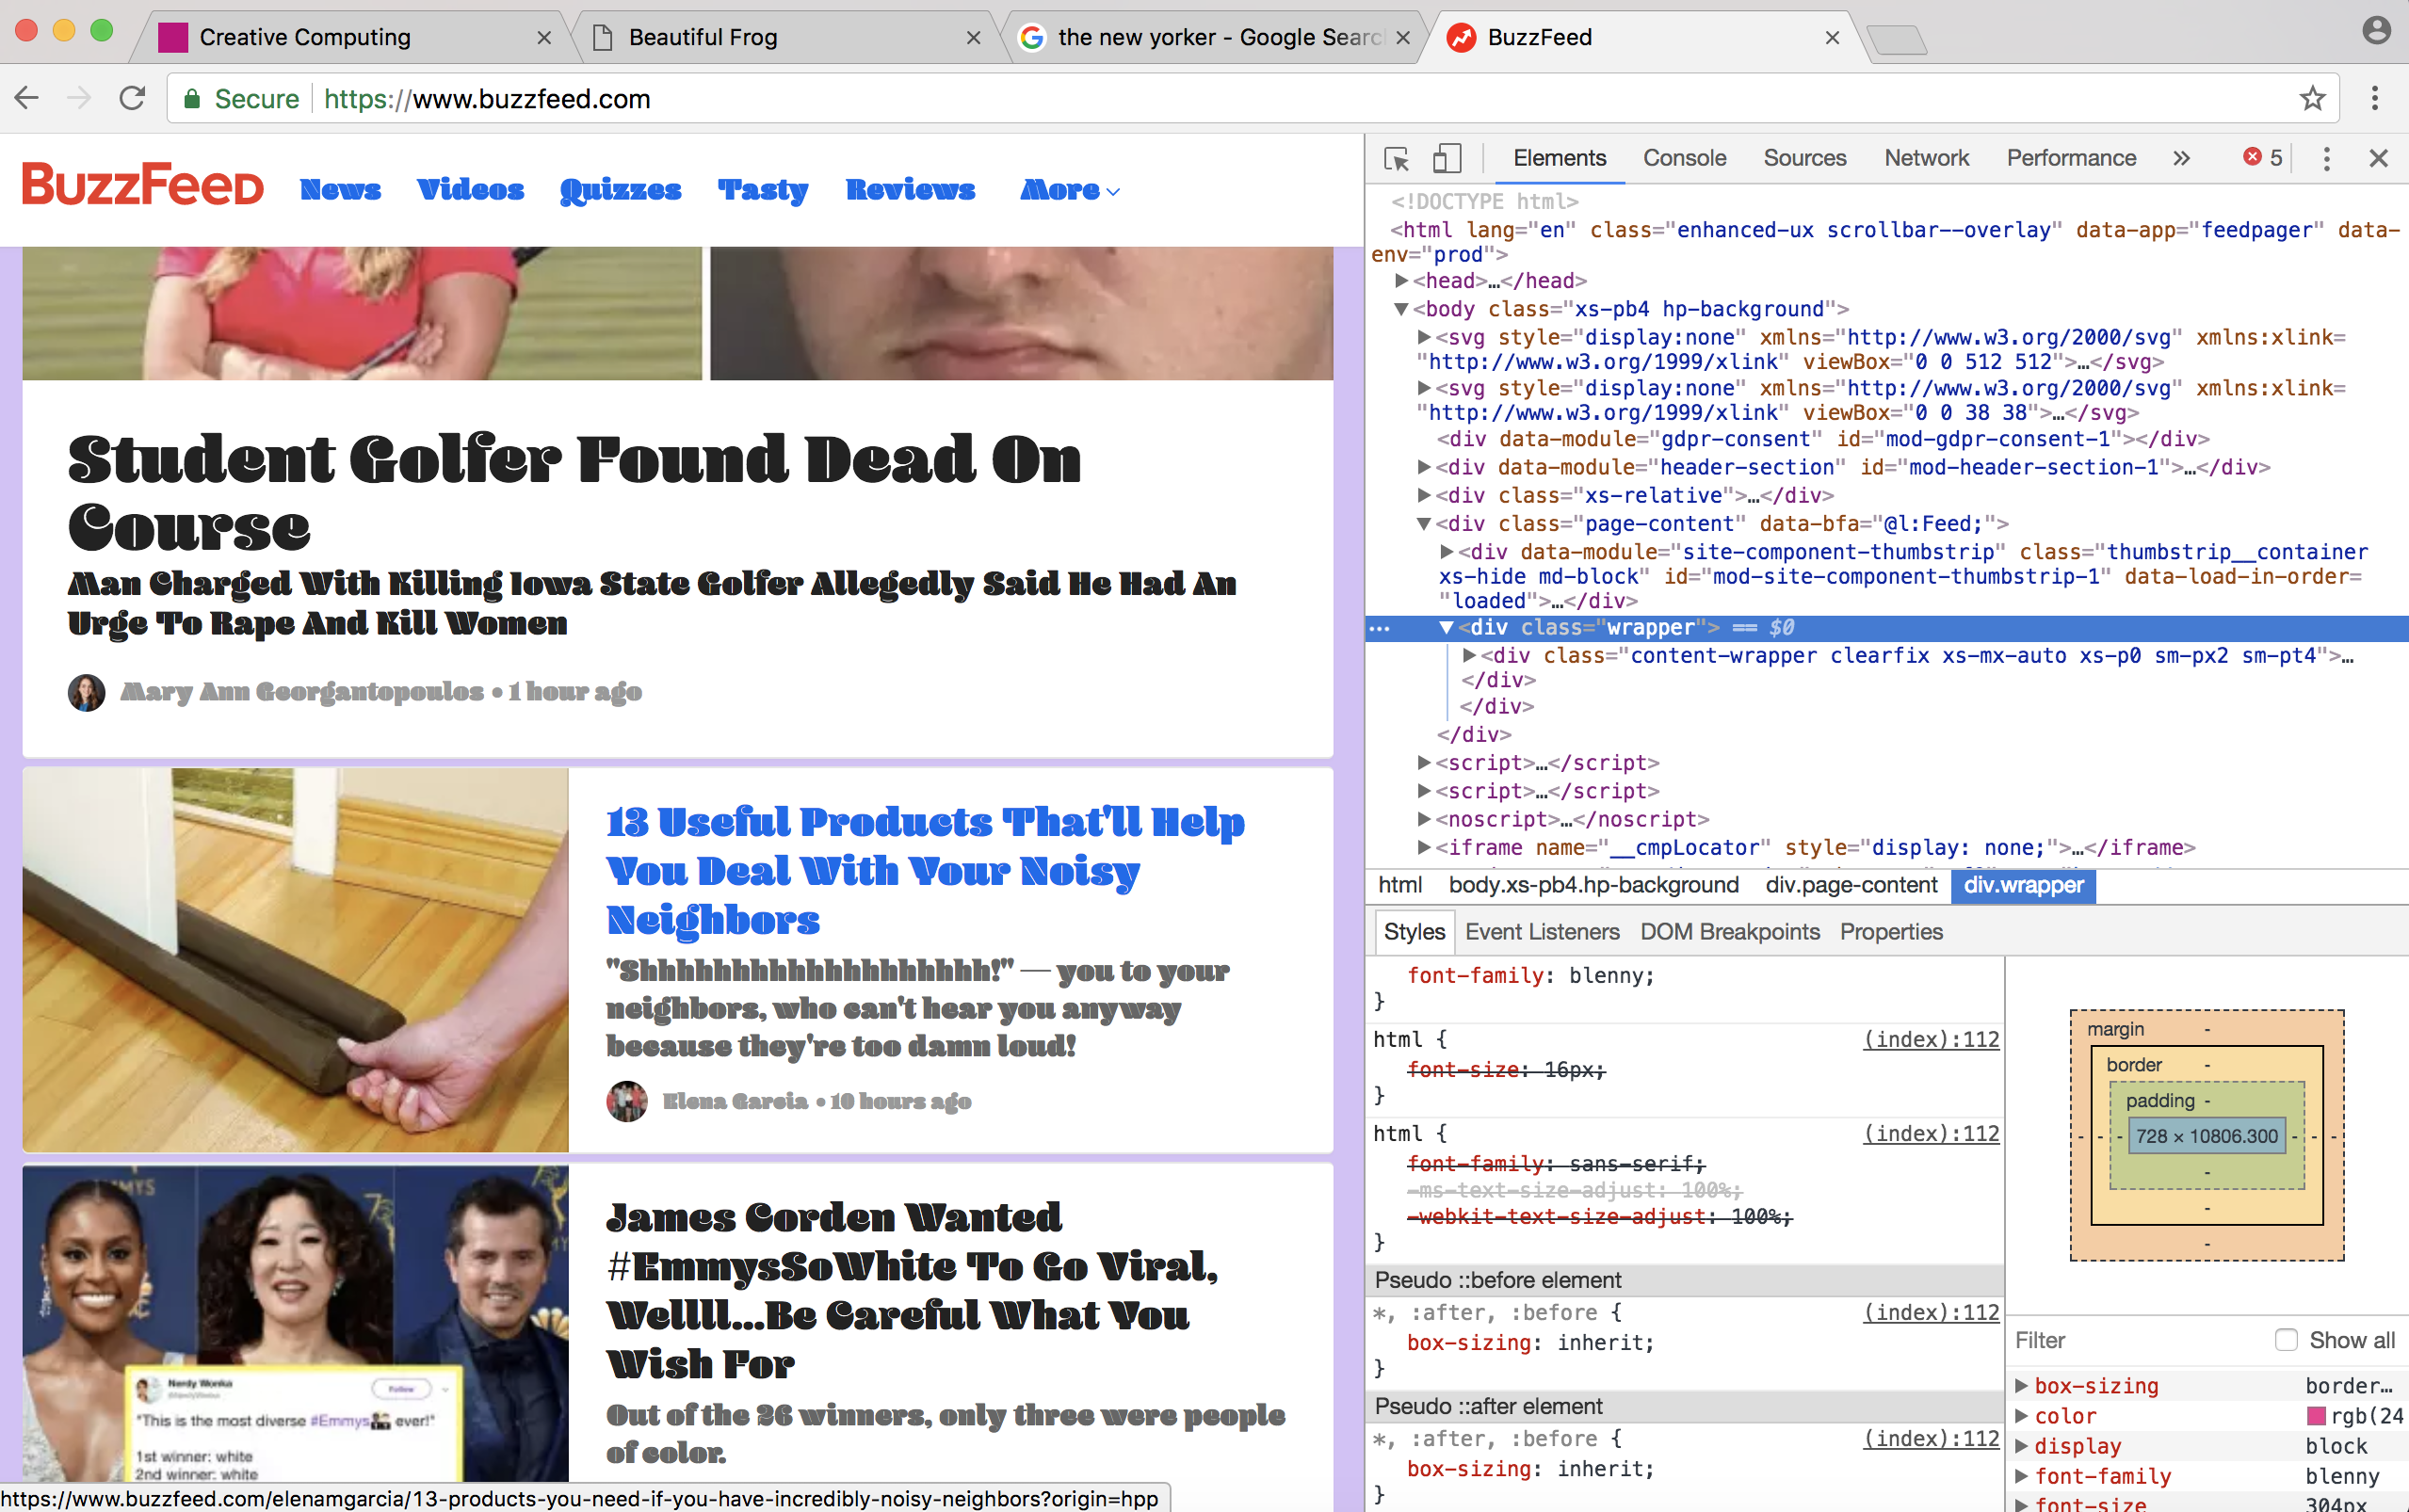 Creative Computing
Beautiful Frog
the new yorker - Google Searc
BuzzFeed
Secure
https://www.buzzfeed.com
BuzzFeed News Videos Quizzes Tasty Reviews More
Student Golfer Found Dead On
Course
Man Charged With Killing Iowa State Golfer Allegedly Said He Had An
Urge To Rape And Kill Women
Mary Ann Georgantopoulos • 1 hour ago
13 Useful Products That'll Help
You Deal With Your Noisy
Neighbors
"Shhhhhhhhhhhhhhhhhhh!" — you to your
neighbors, who can't hear you anyway
because they're too damn loud!
Elena Garcia • 10 hours ago
James Corden Wanted
#EmmysSoWhite To Go Viral,
Wellll...Be Careful What You
Wish For
Out of the 26 winners, only three were people
of color.
Nerdy Wonka
Follow
"This is the most diverse #Emmys ever!"
1st winner: white
2nd winner: white
https://www.buzzfeed.com/elenamgarcia/13-products-you-need-if-you-have-incredibly-noisy-neighbors?origin=hpp
Elements Console Sources Network Performance » 5
<!DOCTYPE html>
<html lang="en" class="enhanced-ux scrollbar--overlay" data-app="feedpager" data-
env="prod">
<head>…</head>
<body class="xs-pb4 hp-background">
<svg style="display:none" xmlns="http://www.w3.org/2000/svg" xmlns:xlink=
"http://www.w3.org/1999/xlink" viewBox="0 0 512 512">…</svg>
<svg style="display:none" xmlns="http://www.w3.org/2000/svg" xmlns:xlink=
"http://www.w3.org/1999/xlink" viewBox="0 0 38 38">…</svg>
<div data-module="gdpr-consent" id="mod-gdpr-consent-1"></div>
<div data-module="header-section" id="mod-header-section-1">…</div>
<div class="xs-relative">…</div>
<div class="page-content" data-bfa="@l:Feed;">
<div data-module="site-component-thumbstrip" class="thumbstrip__container
xs-hide md-block" id="mod-site-component-thumbstrip-1" data-load-in-order=
"loaded">…</div>
<div class="wrapper"> == $0
<div class="content-wrapper clearfix xs-mx-auto xs-p0 sm-px2 sm-pt4">…
</div>
</div>
</div>
<script>…</script>
<script>…</script>
<noscript>…</noscript>
<iframe name="__cmpLocator" style="display: none;">…</iframe>
html body.xs-pb4.hp-background div.page-content div.wrapper
Styles Event Listeners DOM Breakpoints Properties
font-family: blenny;
}
html { (index):112
font-size: 16px;
}
html { (index):112
font-family: sans-serif;
-ms-text-size-adjust: 100%;
-webkit-text-size-adjust: 100%;
}
Pseudo ::before element
*, :after, :before { (index):112
box-sizing: inherit;
}
Pseudo ::after element
*, :after, :before { (index):112
box-sizing: inherit;
}
margin -
border -
padding -
- - - 728 × 10806.300 - - -
-
-
-
Filter Show all
box-sizing border…
color rgb(24
display block
font-family blenny
font-size 304px